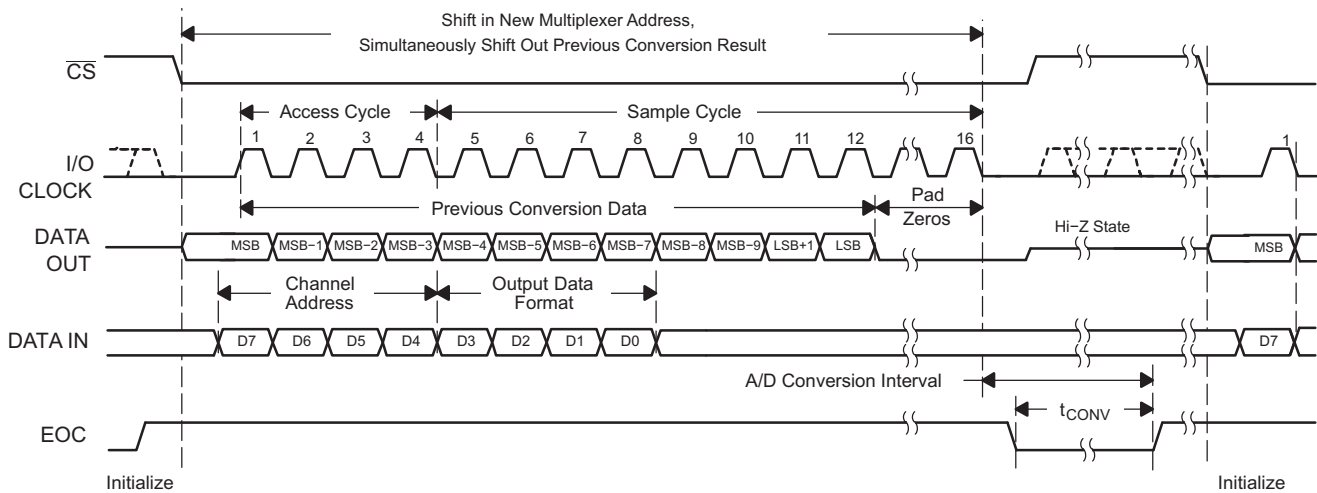 Shift in New Multiplexer Address,
Simultaneously Shift Out Previous Conversion Result
CS
Access Cycle
Sample Cycle
1 2 3 4 5 6 7 8 9 10 11 12 16 1
I/O
CLOCK
Previous Conversion Data
Pad
Zeros
DATA
OUT
MSB MSB−1 MSB−2 MSB−3 MSB−4 MSB−5 MSB−6 MSB−7 MSB−8 MSB−9 LSB+1 LSB
Hi−Z State
MSB
Channel
Address
Output Data
Format
DATA IN
D7 D6 D5 D4 D3 D2 D1 D0 D7
A/D Conversion Interval
tCONV
EOC
Initialize
Initialize